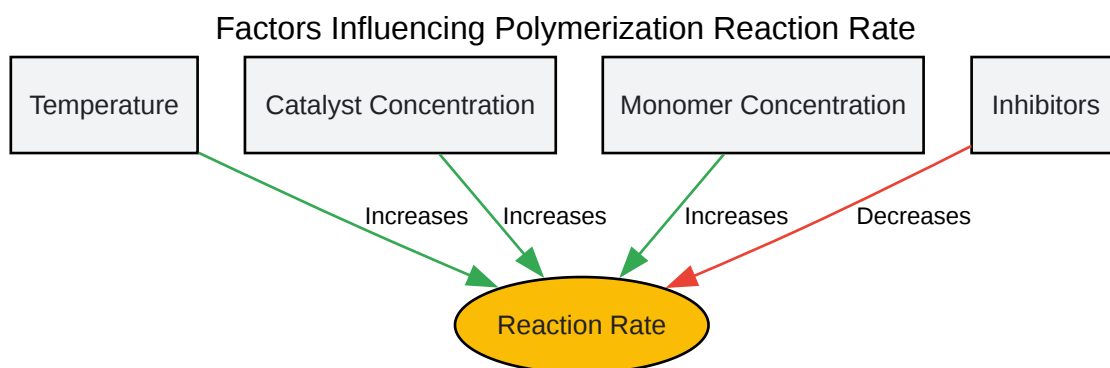 Factors Influencing Polymerization Reaction Rate
Temperature
Catalyst Concentration
Monomer Concentration
Inhibitors
Increases
Increases
Increases
Decreases
Reaction Rate